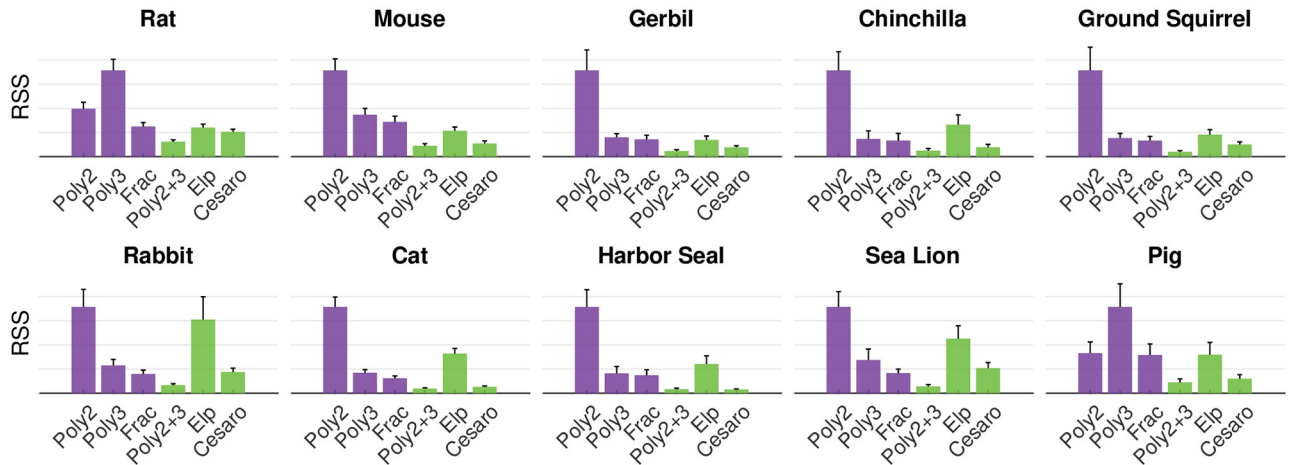 Rat Mouse Gerbil Chinchilla Ground Squirrel
RSS
Poly2 Poly3 Frac Poly2+3 Elp Cesaro Poly2 Poly3 Frac Poly2+3 Elp Cesaro Poly2 Poly3 Frac Poly2+3 Elp Cesaro Poly2 Poly3 Frac Poly2+3 Elp Cesaro Poly2 Poly3 Frac Poly2+3 Elp Cesaro
Rabbit Cat Harbor Seal Sea Lion Pig
RSS
Poly2 Poly3 Frac Poly2+3 Elp Cesaro Poly2 Poly3 Frac Poly2+3 Elp Cesaro Poly2 Poly3 Frac Poly2+3 Elp Cesaro Poly2 Poly3 Frac Poly2+3 Elp Cesaro Poly2 Poly3 Frac Poly2+3 Elp Cesaro